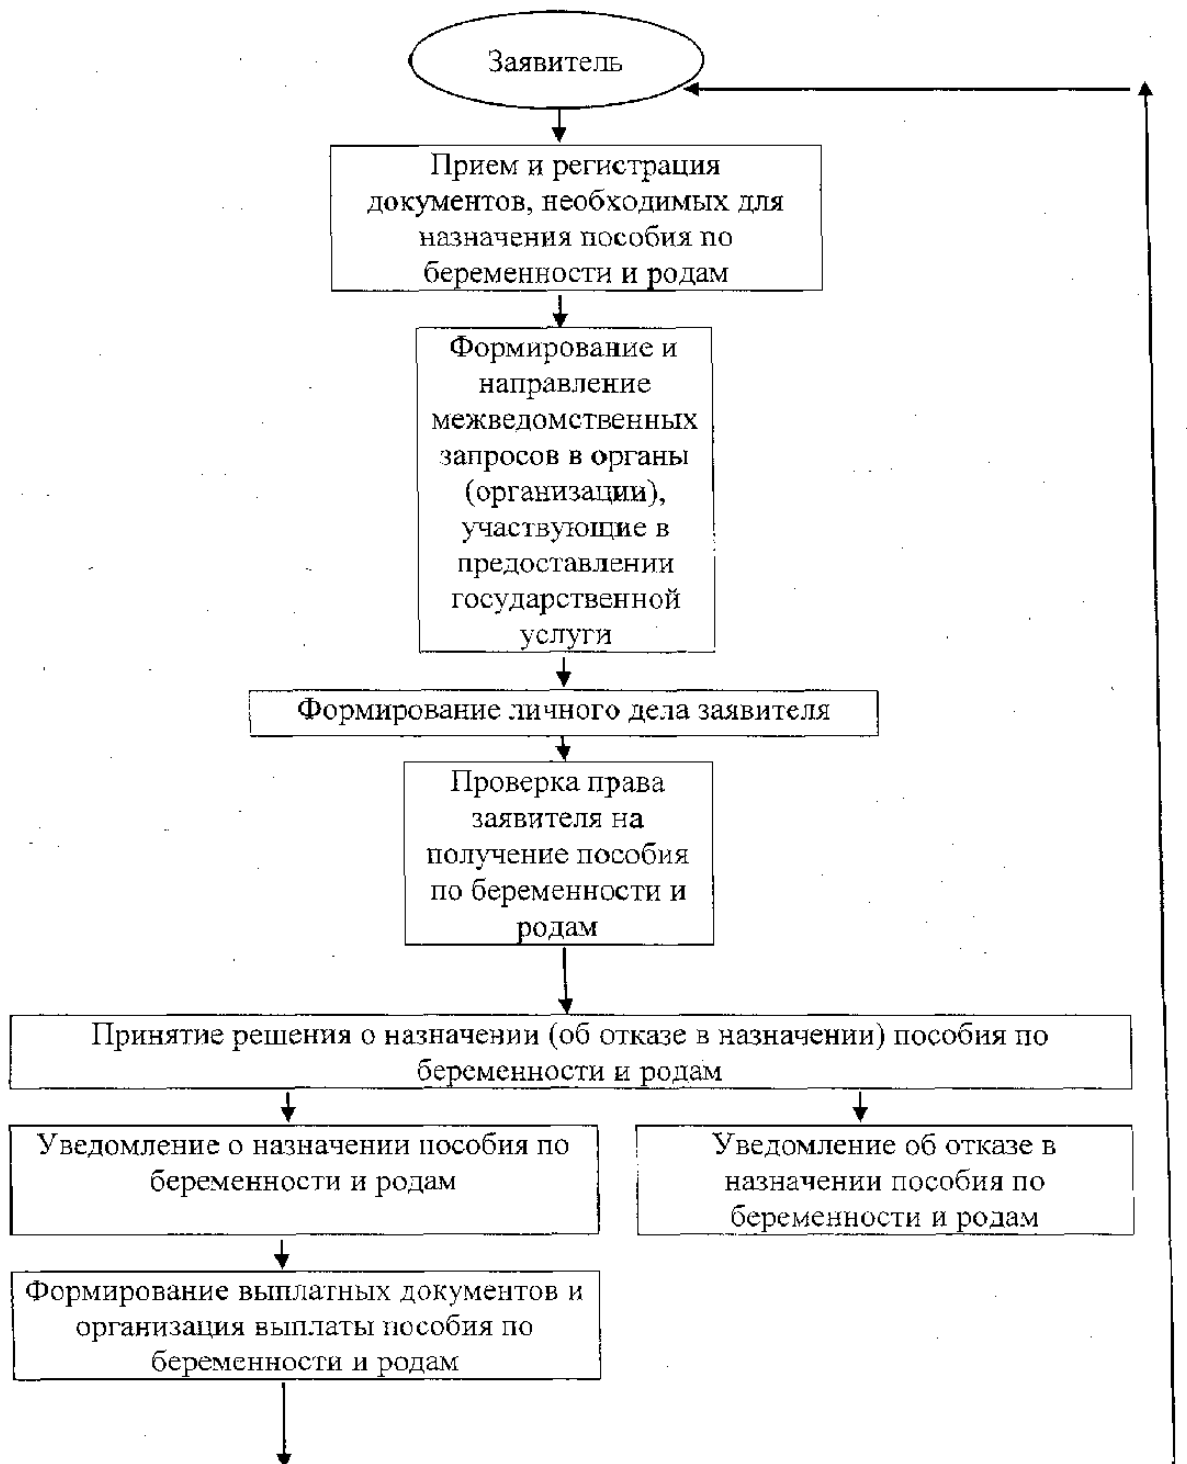 Заявитель
Прием и регистрация
документов, необходимых для
назначения пособия по
беременности и родам
Формирование и
направление
межведомственных
запросов в органы
(организации),
участвующие в
предоставлении
государственной
услуги
Формирование личного дела заявителя
Проверка права
заявителя на
получение пособия
по беременности и
родам
Принятие решения о назначении (об отказе в назначении) пособия по
беременности и родам
Уведомление о назначении пособия по
беременности и родам
Уведомление об отказе в
назначении пособия по
беременности и родам
Формирование выплатных документов и
организация выплаты пособия по
беременности и родам